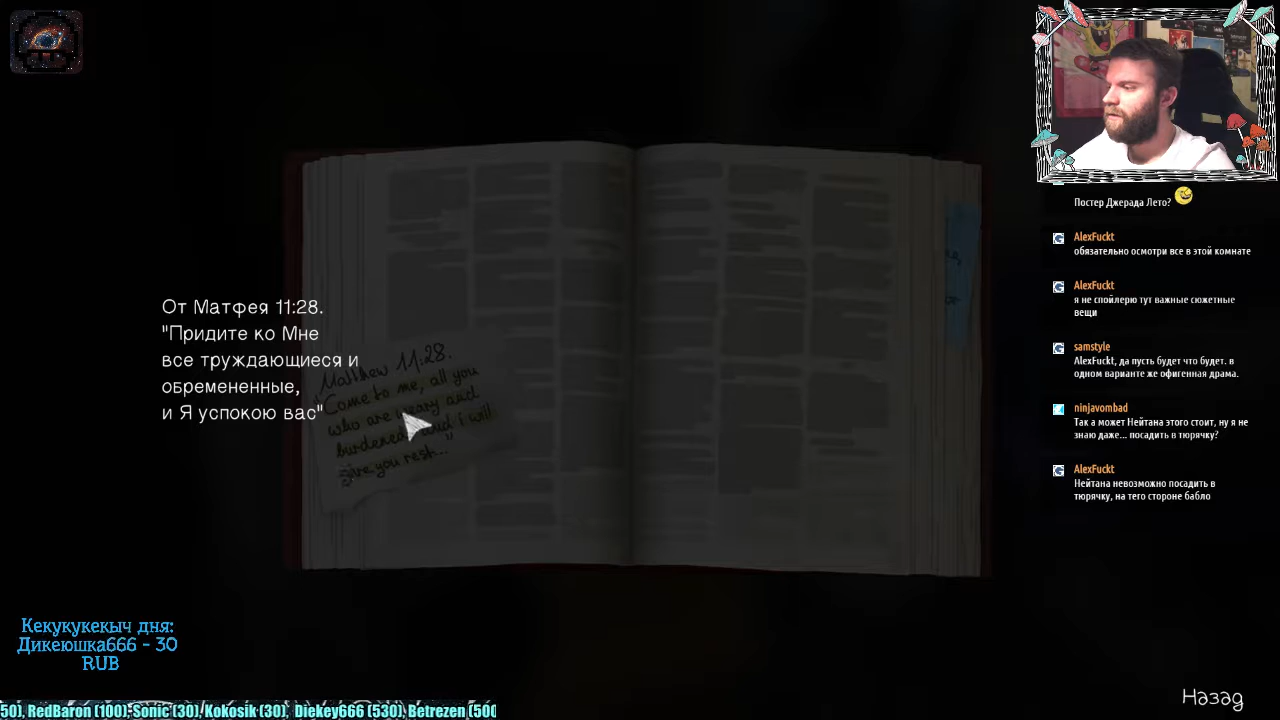 От Матфея 11:28.
"Придите ко Мне
все труждающиеся и
обремененные,
и Я успокою вас"
Matthew 11:28.
"Come to me, all you
who are weary and
burdened, and i will
give you rest..."
Постер Джерада Лето?
AlexFuckt
обязательно осмотри все в этой комнате
AlexFuckt
я не спойлерю тут важные сюжетные
вещи
samstyle
AlexFuckt, да пусть будет что будет. в
одном варианте же офигенная драма.
ninjavombad
Так а может Нейтана этого стоит, ну я не
знаю даже... посадить в тюрячку?
AlexFuckt
Нейтана невозможно посадить в
тюрячку, на тего стороне бабло
Кекукукекыч дня:
Дикеюшка666 - 30
RUB
50), RedBaron (100), Sonic (30), Kokosik (30), Diekey666 (530), Betrezen (500
Назад